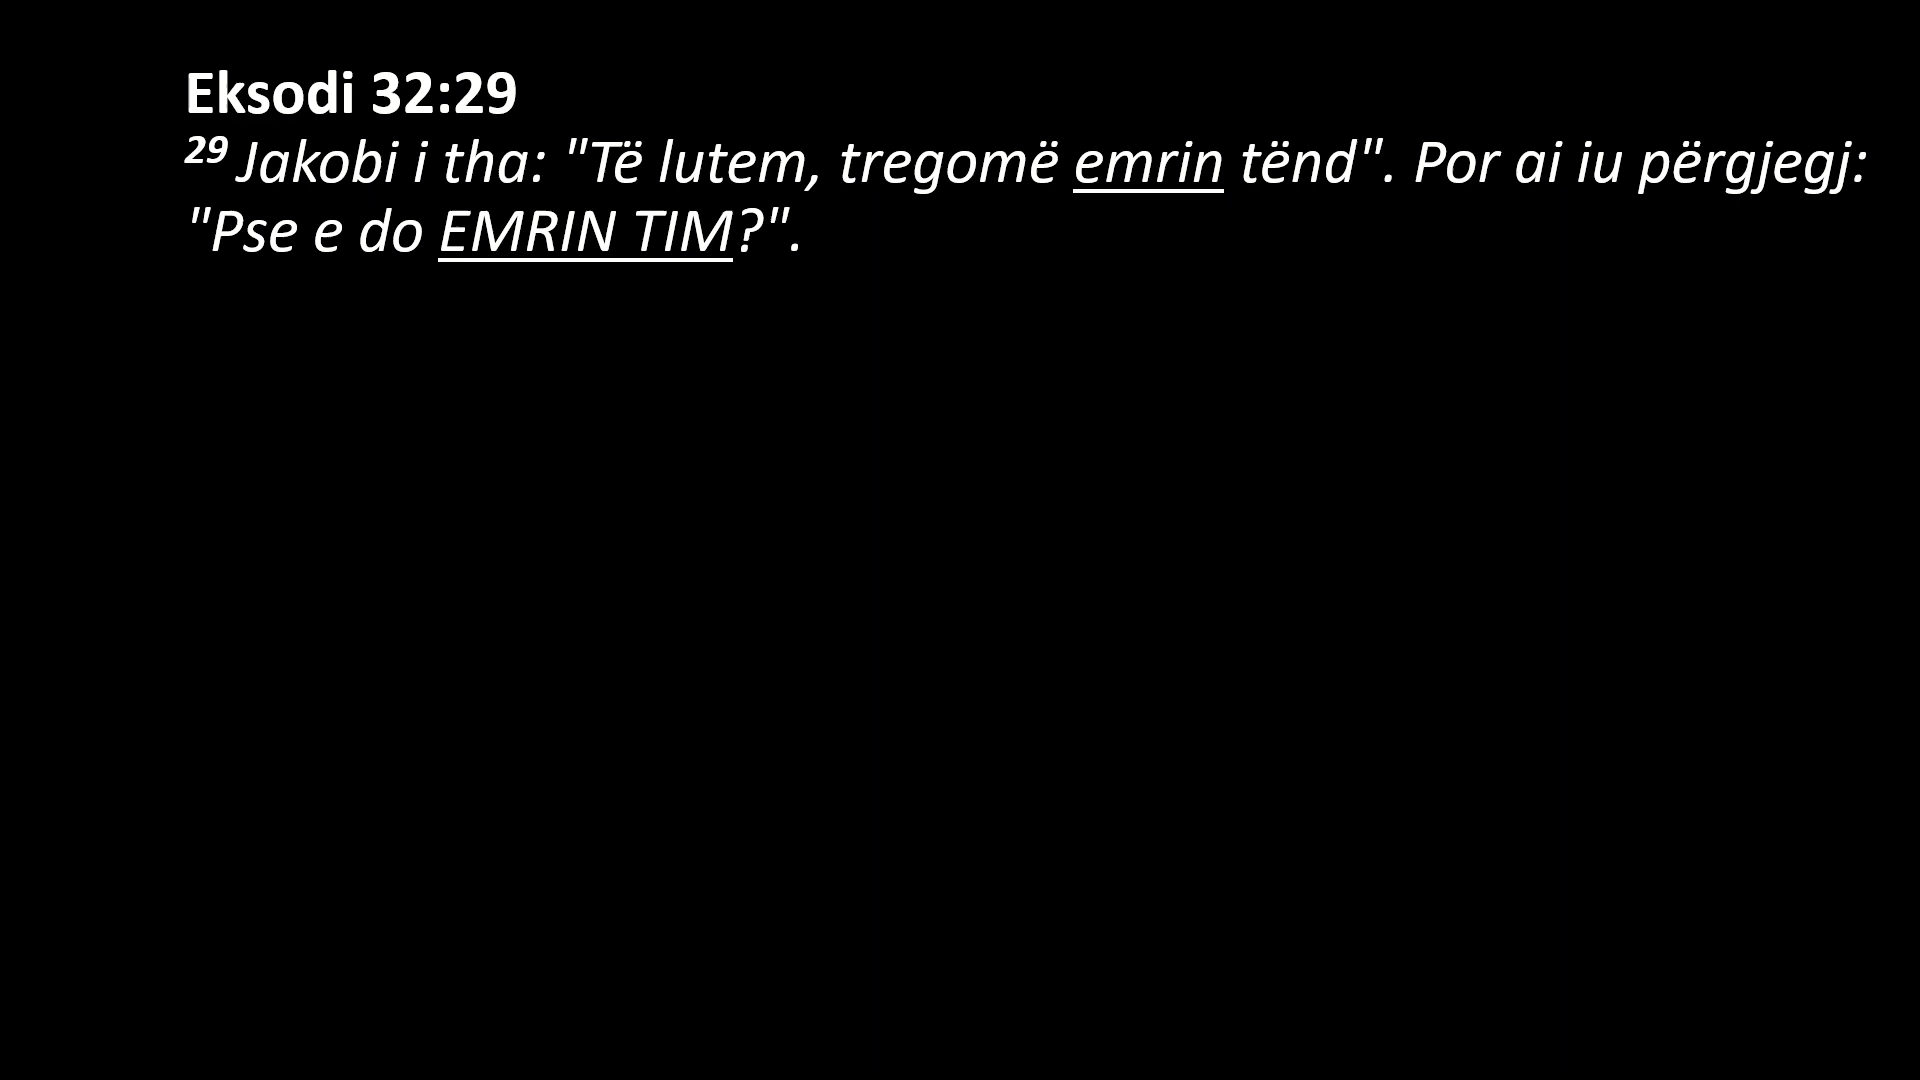 Eksodi 32:29
29 Jakobi i tha: "Të lutem, tregomë emrin tënd". Por ai iu përgjegj:
"Pse e do EMRIN TIM?".